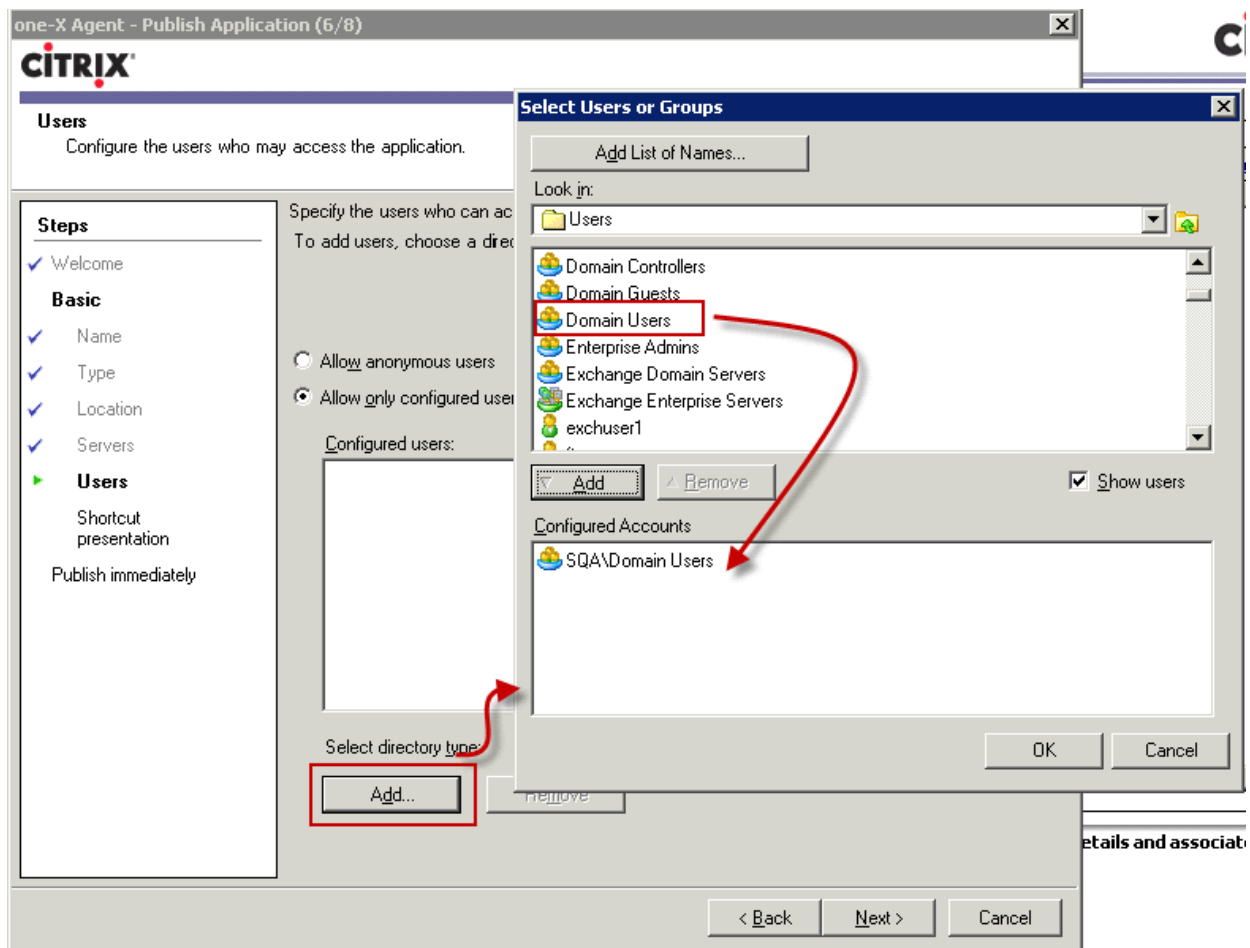 one-X Agent - Publish Application (6/8)
CITRIX
Users
Configure the users who may access the application.
Steps
Welcome
Basic
Name
Type
Location
Servers
Users
Shortcut
presentation
Publish immediately
Specify the users who can
To add users, choose a
Allow anonymous users
Allow only configured
Configured users:
Select directory type:
Add...
Remove
< Back
Next >
Cancel
Select Users or Groups
Add List of Names...
Look in:
Users
Domain Controllers
Domain Guests
Domain Users
Enterprise Admins
Exchange Domain Servers
Exchange Enterprise Servers
exchuser1
Add
Remove
Show users
Configured Accounts
SQA\Domain Users
OK
Cancel
etails and associat